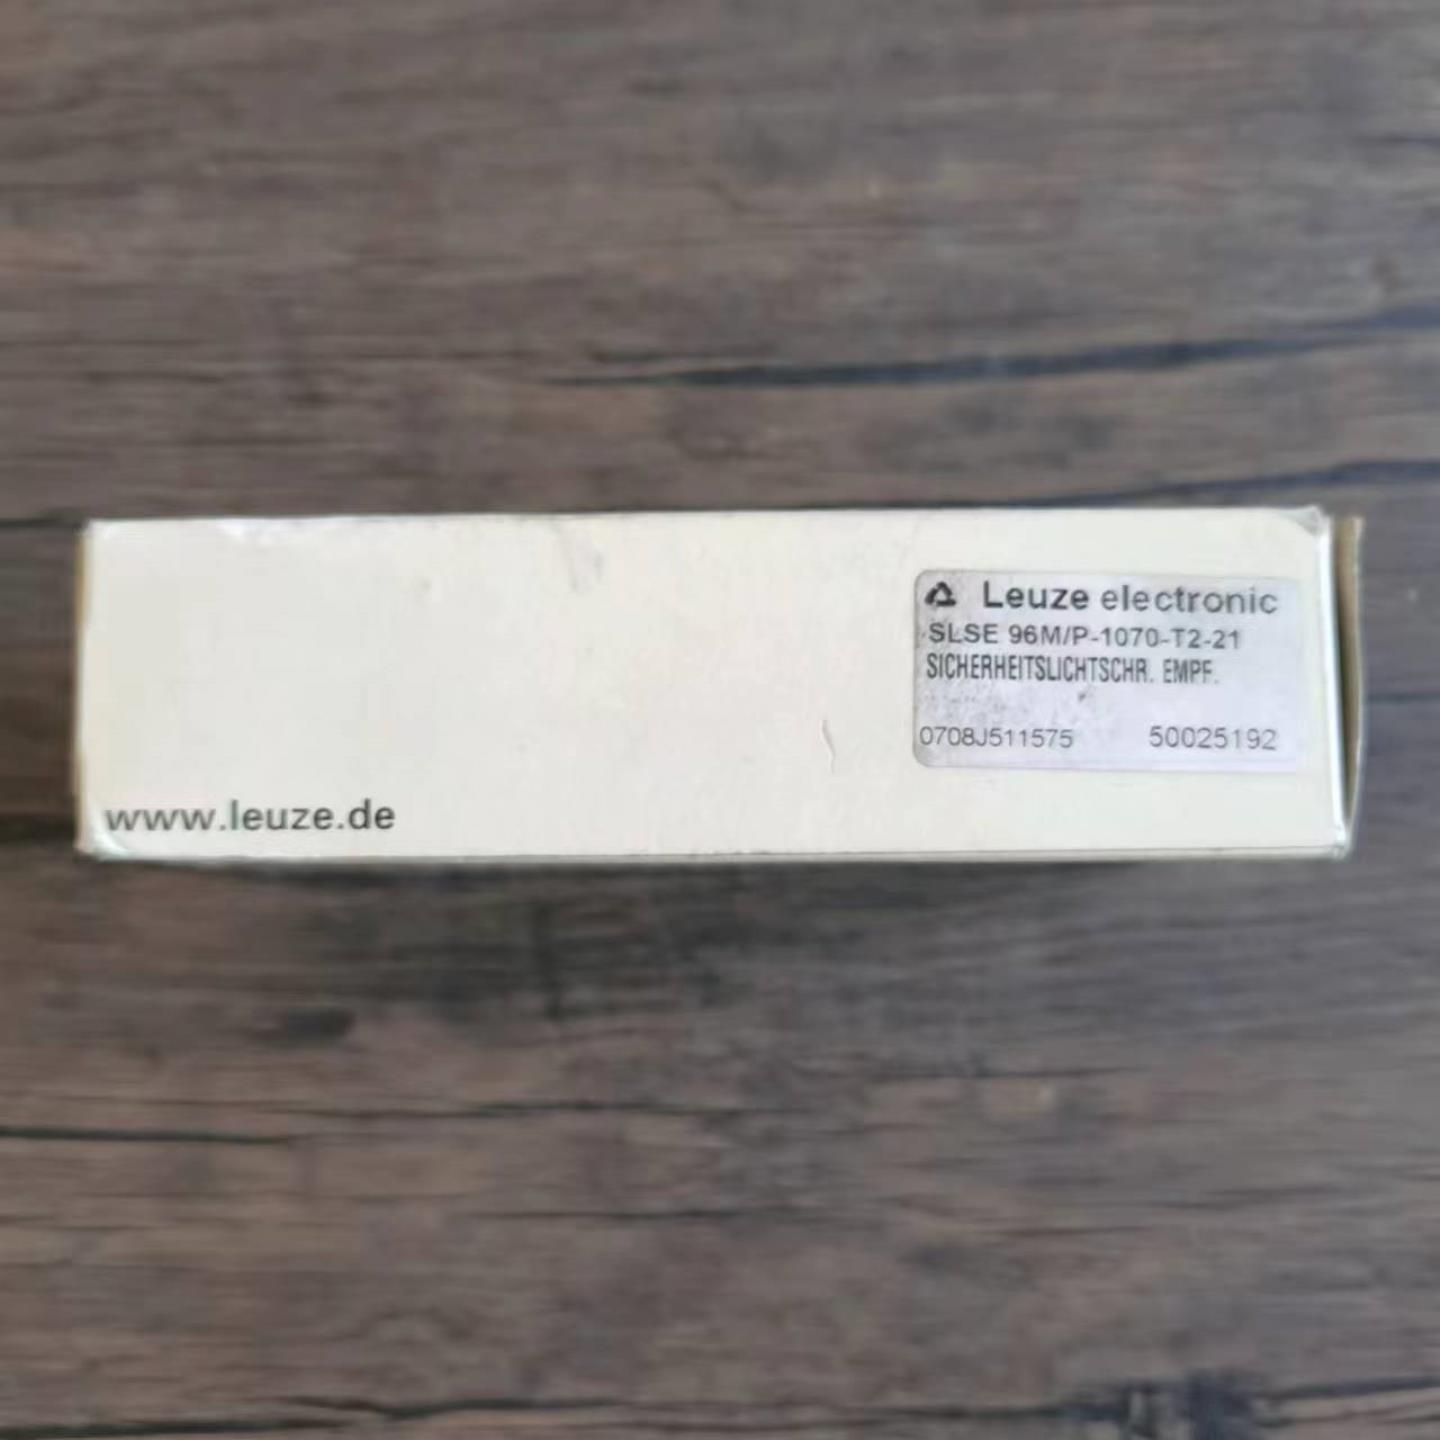 Leuze electronic
SLSE 96M/P-1070-T2-21
SICHERHEITSLICHTSCHR. EMPF.
0708J511575 50025192
www.leuze.de